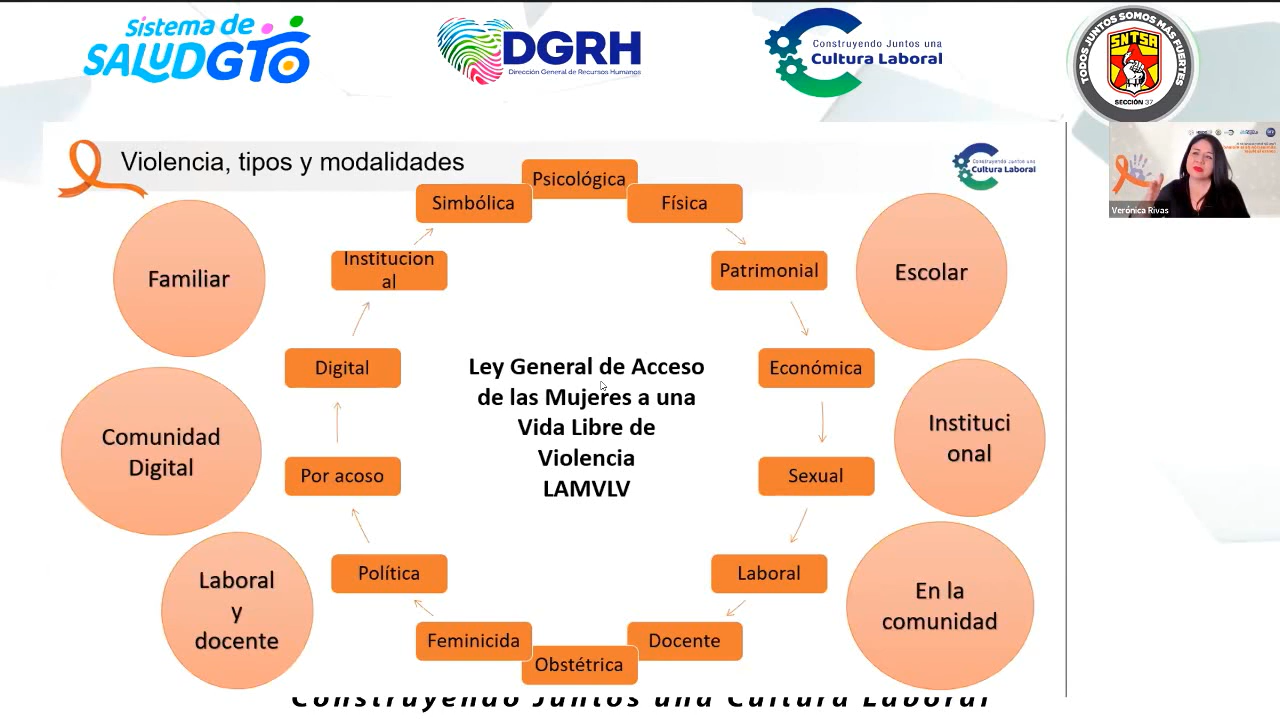 Sistema de
SALUDGTO
DGRH
Dirección General de Recursos Humanos
Construyendo Juntos una
Cultura Laboral
TODOS JUNTOS SOMOS MÁS FUERTES
SNTSA
SECCIÓN 37
Violencia, tipos y modalidades
Construyendo Juntos una
Cultura Laboral
Verónica Rivas
Psicológica
Simbólica
Física
Institucion
al
Patrimonial
Familiar
Escolar
Digital
Económica
Ley General de Acceso
de las Mujeres a una
Vida Libre de
Violencia
LAMVLV
Comunidad
Digital
Instituci
onal
Por acoso
Sexual
Política
Laboral
Laboral
y
docente
En la
comunidad
Feminicida
Docente
Obstétrica
Construyendo Juntos una Cultura Laboral